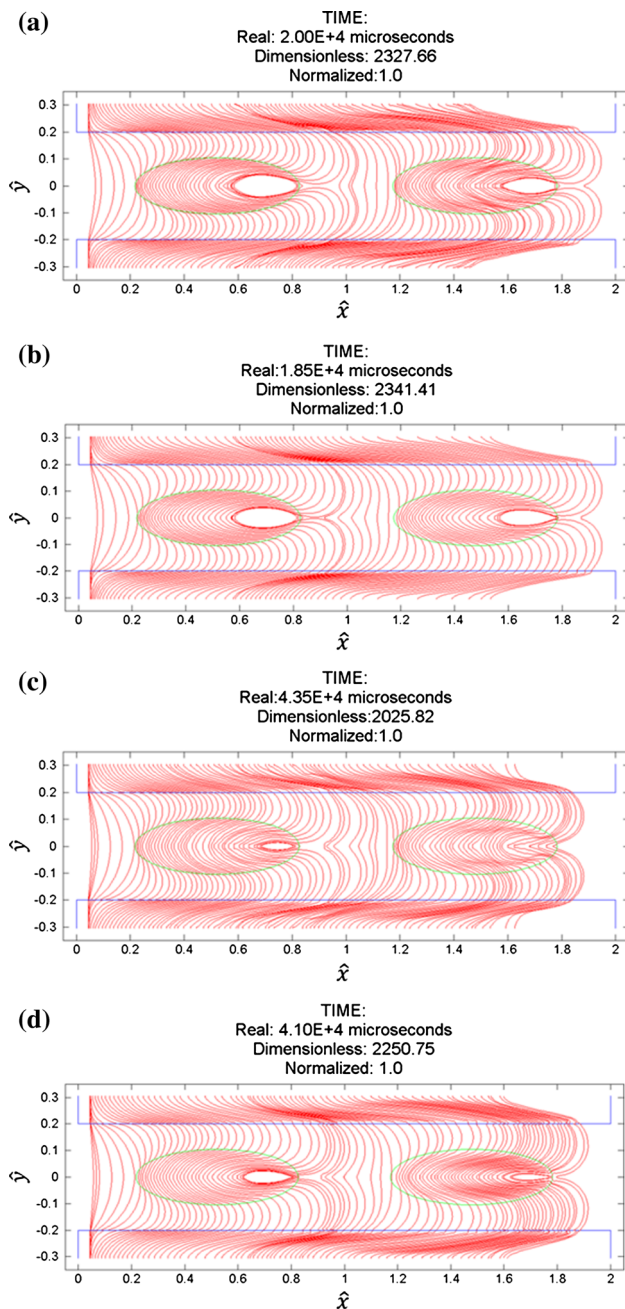 (a)
TIME:
Real: 2.00E+4 microseconds
Dimensionless: 2327.66
Normalized:1.0
0.3
0.2
0.1
0
-0.1
-0.2
-0.3
ŷ
0 0.2 0.4 0.6 0.8 1 1.2 1.4 1.6 1.8 2
x̂
(b)
TIME:
Real:1.85E+4 microseconds
Dimensionless: 2341.41
Normalized:1.0
0.3
0.2
0.1
0
-0.1
-0.2
-0.3
ŷ
0 0.2 0.4 0.6 0.8 1 1.2 1.4 1.6 1.8 2
x̂
(c)
TIME:
Real:4.35E+4 microseconds
Dimensionless:2025.82
Normalized:1.0
0.3
0.2
0.1
0
-0.1
-0.2
-0.3
ŷ
0 0.2 0.4 0.6 0.8 1 1.2 1.4 1.6 1.8 2
x̂
(d)
TIME:
Real: 4.10E+4 microseconds
Dimensionless: 2250.75
Normalized: 1.0
0.3
0.2
0.1
0
-0.1
-0.2
-0.3
ŷ
0 0.2 0.4 0.6 0.8 1 1.2 1.4 1.6 1.8 2
x̂